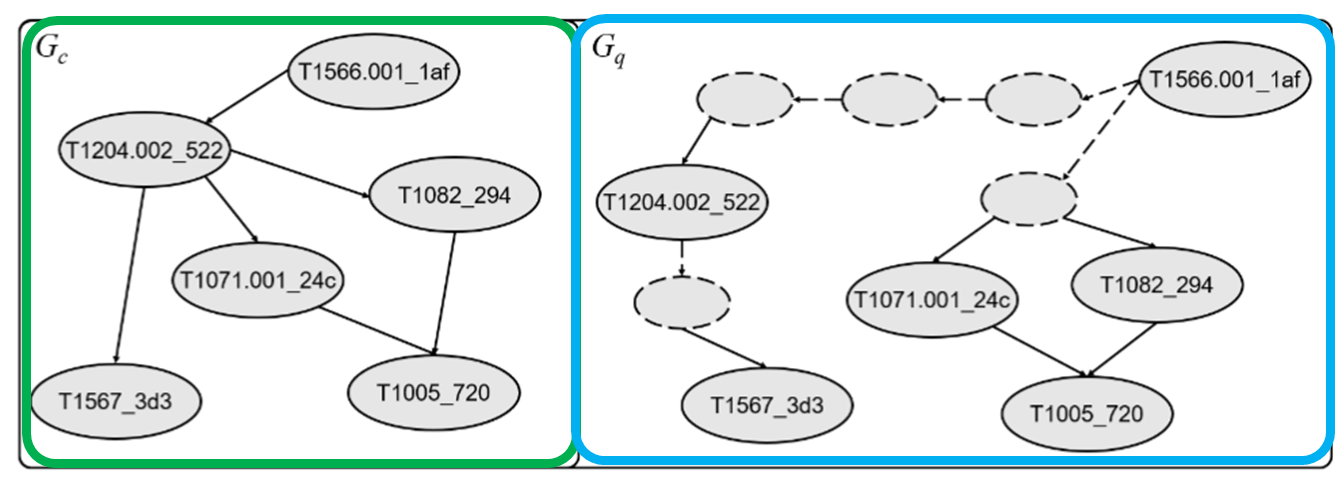 Gc
T1566.001_1af
T1204.002_522
T1082_294
T1071.001_24c
T1567_3d3
T1005_720
Gq
T1566.001_1af
T1204.002_522
T1071.001_24c
T1082_294
T1567_3d3
T1005_720